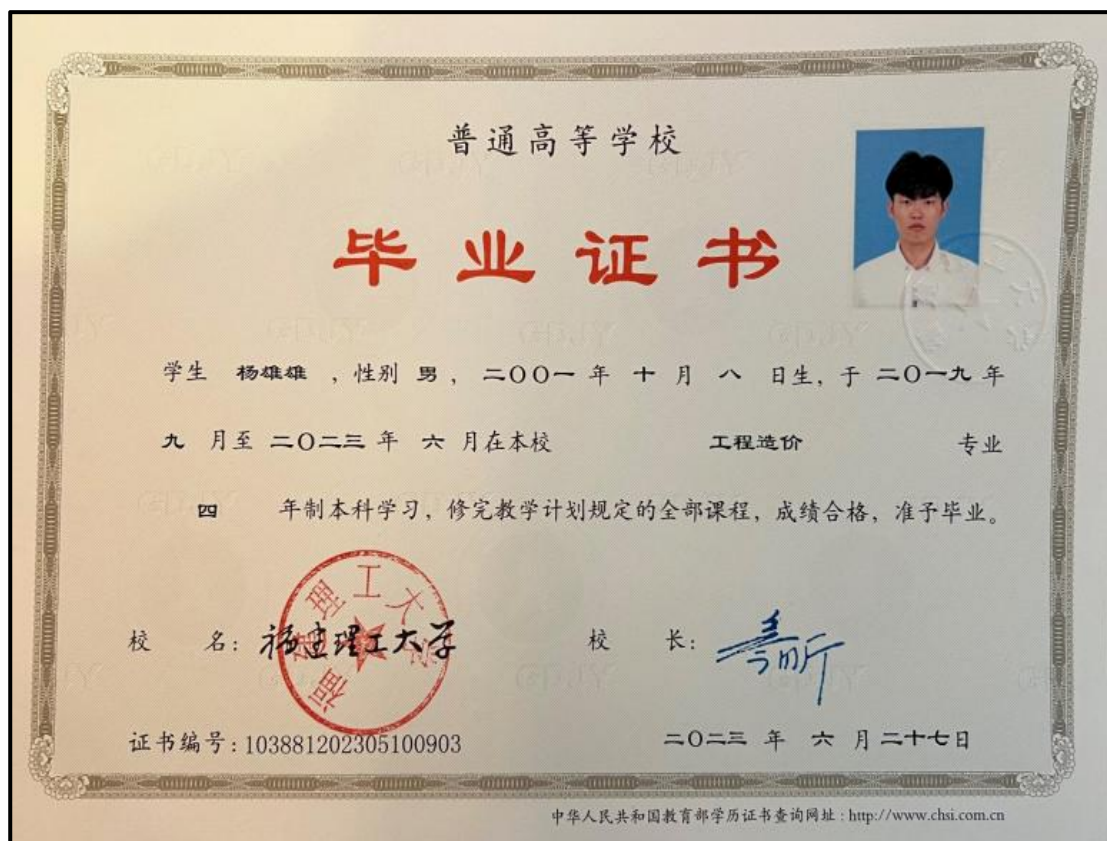 普通高等学校
毕业证书
学生 杨雄雄 ，性别 男 ，二〇〇一 年 十 月 八 日生，于 二〇一九 年
九 月至 二〇二三 年 六 月在本校 工程造价 专业
四 年制本科学习，修完教学计划规定的全部课程，成绩合格，准予毕业。
福建理工大学
校 名：福建理工大学 校 长：
证书编号：103881202305100903 二〇二三 年 六 月 二十七日
中华人民共和国教育部学历证书查询网址：http://www.chsi.com.cn